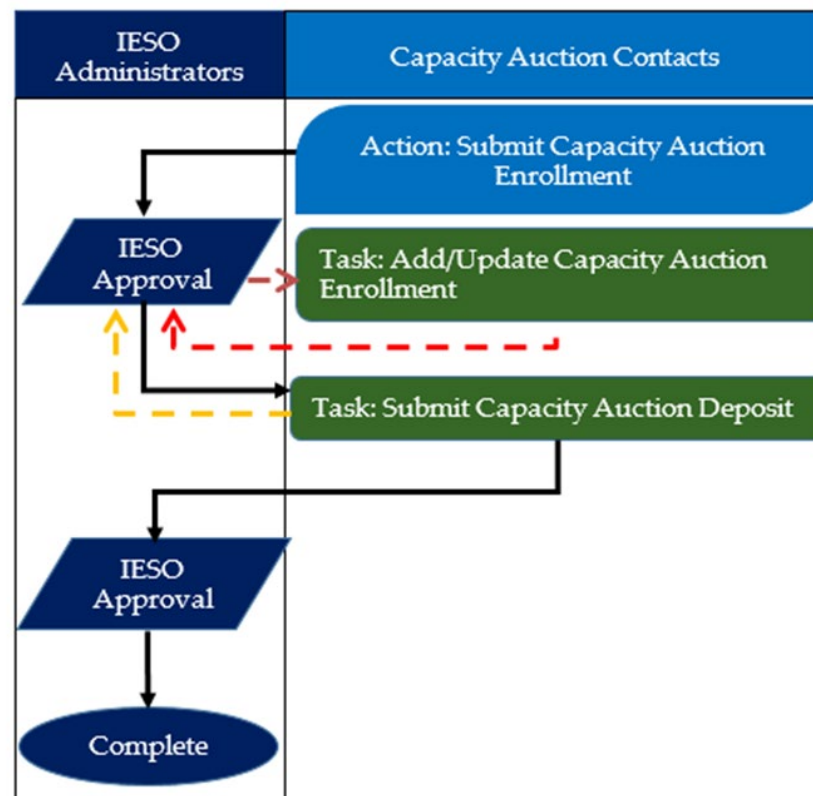 IESO
Administrators
Capacity Auction Contacts
Action: Submit Capacity Auction
Enrollment
IESO
Approval
Task: Add/Update Capacity Auction
Enrollment
Task: Submit Capacity Auction Deposit
IESO
Approval
Complete